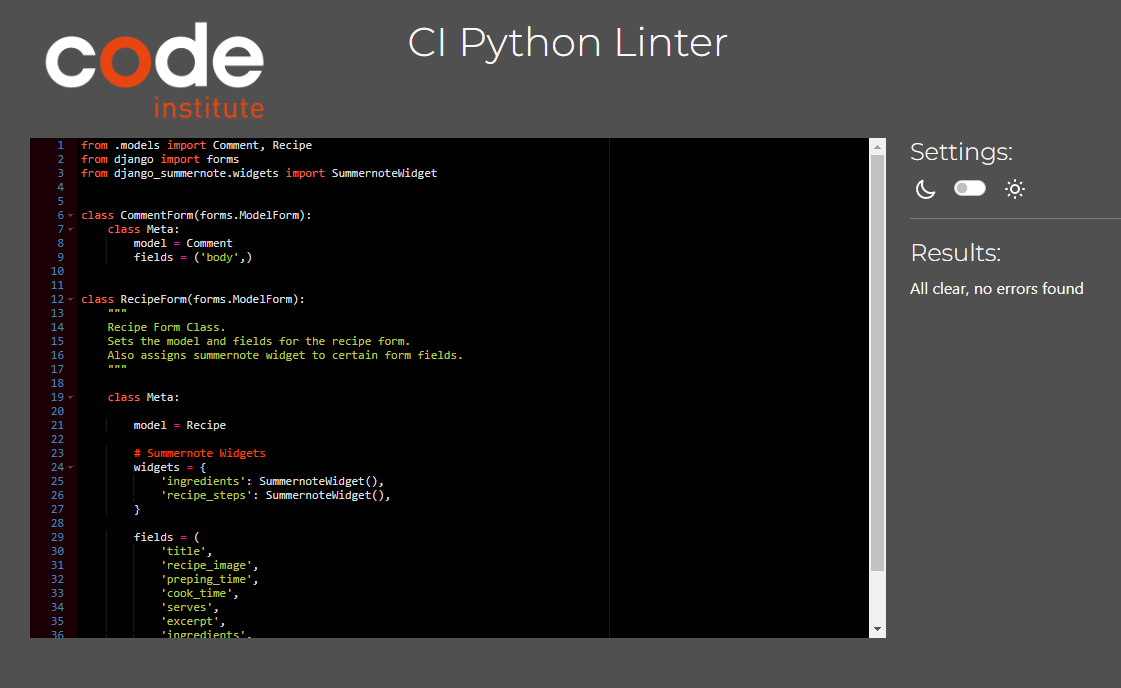 code
institute
CI Python Linter
1 from .models import Comment, Recipe
2 from django import forms
3 from django_summernote.widgets import SummernoteWidget
4
5
6 class CommentForm(forms.ModelForm):
7     class Meta:
8         model = Comment
9         fields = ('body',)
10
11
12 class RecipeForm(forms.ModelForm):
13     """
14     Recipe Form Class.
15     Sets the model and fields for the recipe form.
16     Also assigns summernote widget to certain form fields.
17     """
18
19     class Meta:
20
21         model = Recipe
22
23         # Summernote Widgets
24         widgets = {
25             'ingredients': SummernoteWidget(),
26             'recipe_steps': SummernoteWidget(),
27         }
28
29         fields = (
30             'title',
31             'recipe_image',
32             'preping_time',
33             'cook_time',
34             'serves',
35             'excerpt',
36             'ingredients',
Settings:
Results:
All clear, no errors found